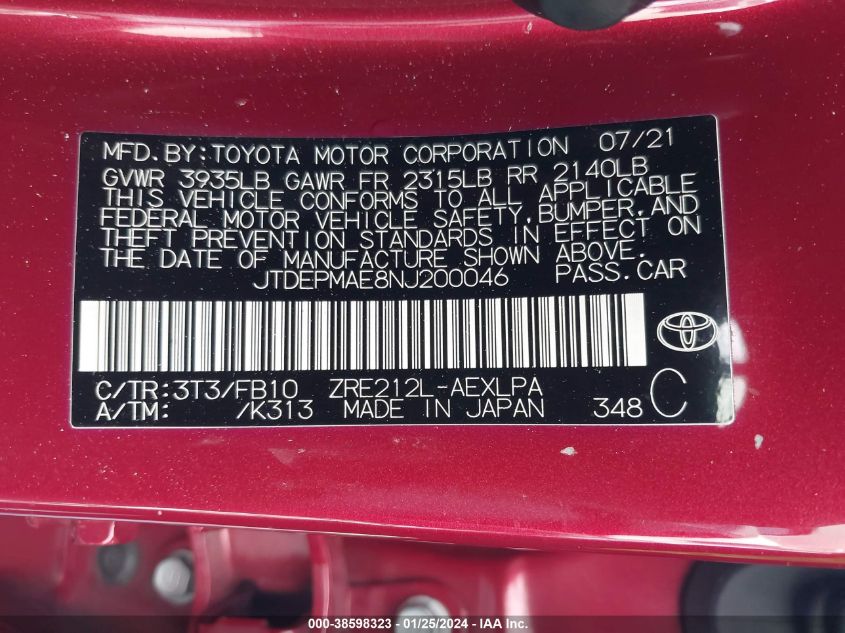 MFD. BY: TOYOTA MOTOR CORPORATION 07/21
GVWR 3935LB GAWR FR 2315LB RR 2140LB
THIS VEHICLE CONFORMS TO ALL APPLICABLE
FEDERAL MOTOR VEHICLE SAFETY, BUMPER, AND
THEFT PREVENTION STANDARDS IN EFFECT ON
THE DATE OF MANUFACTURE SHOWN ABOVE.
JTDEPMAE8NJ200046 PASS. CAR
C/TR: 3T3/FB10 ZRE212L-AEXLPA
A/TM: /K313 MADE IN JAPAN 348 C
000-38598323 - 01/25/2024 - IAA Inc.